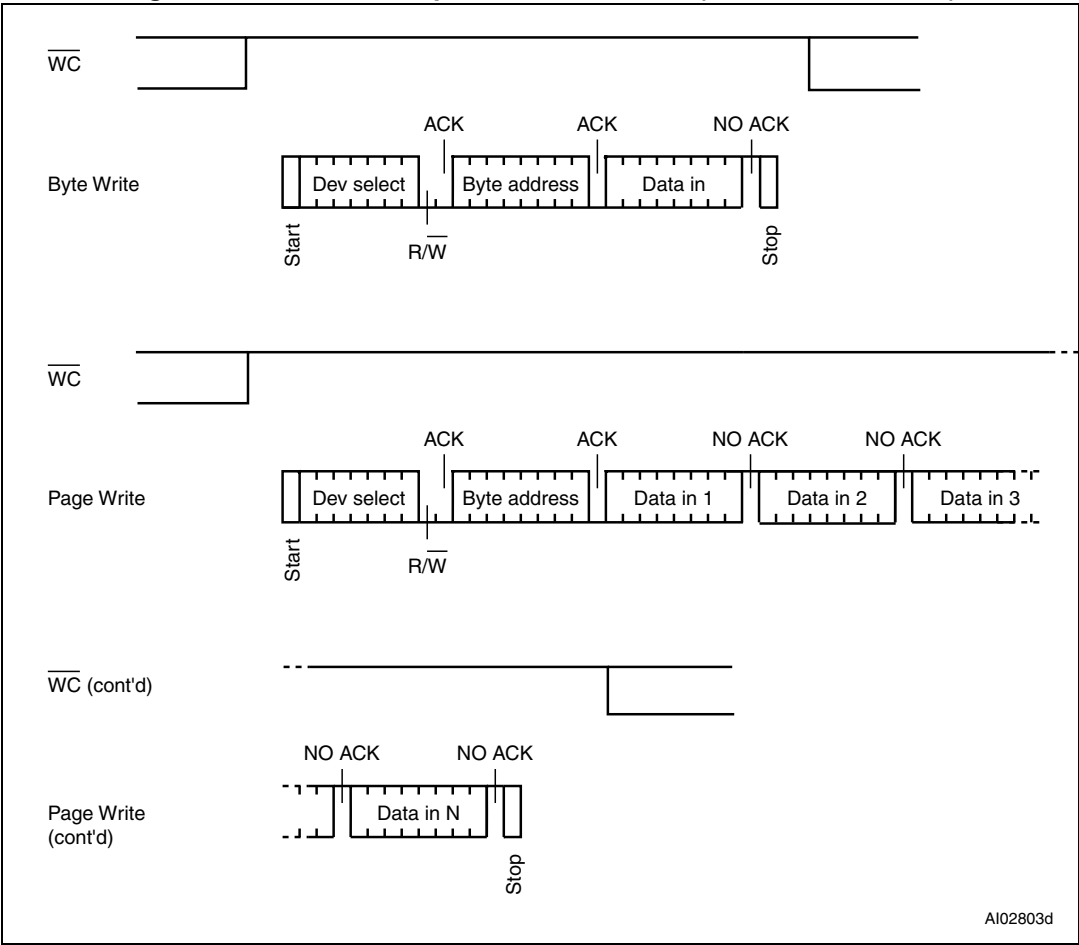 WC
ACK ACK NO ACK
Byte Write Dev select Byte address Data in
Start R/W Stop
WC
ACK ACK NO ACK NO ACK
Page Write Dev select Byte address Data in 1 Data in 2 Data in 3
Start R/W
WC (cont'd)
NO ACK NO ACK
Page Write Data in N
(cont'd)
Stop
AI02803d